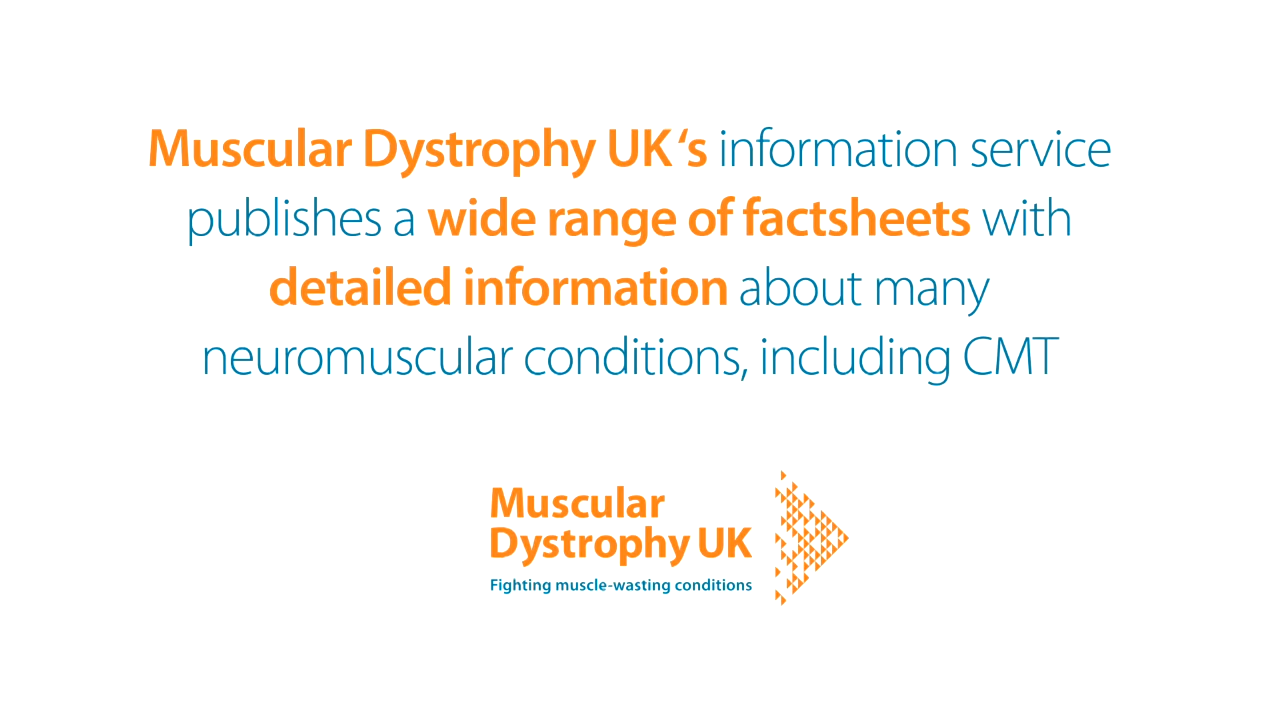 Muscular Dystrophy UK‘s information service
publishes a wide range of factsheets with
detailed information about many
neuromuscular conditions, including CMT
Muscular
Dystrophy UK
Fighting muscle-wasting conditions